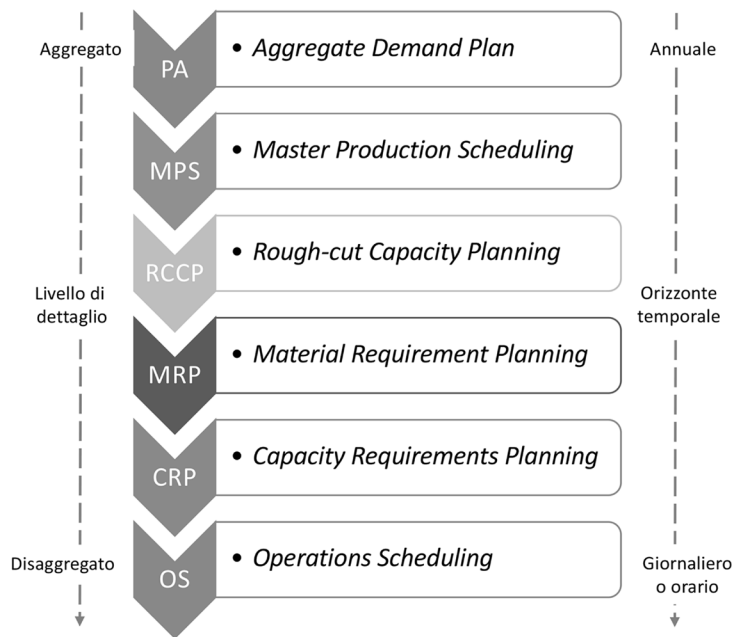 Aggregato
PA
• Aggregate Demand Plan
Annuale
MPS
• Master Production Scheduling
RCCP
• Rough-cut Capacity Planning
Livello di
dettaglio
Orizzonte
temporale
MRP
• Material Requirement Planning
CRP
• Capacity Requirements Planning
Disaggregato
OS
• Operations Scheduling
Giornaliero
o orario